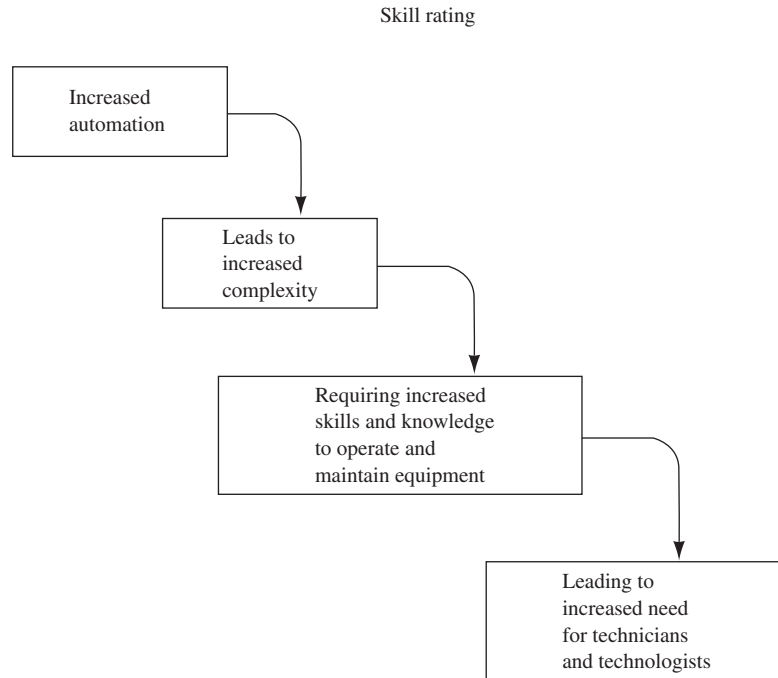 Skill rating
Increased
automation
Leads to
increased
complexity
Requiring increased
skills and knowledge
to operate and
maintain equipment
Leading to
increased need
for technicians
and technologists